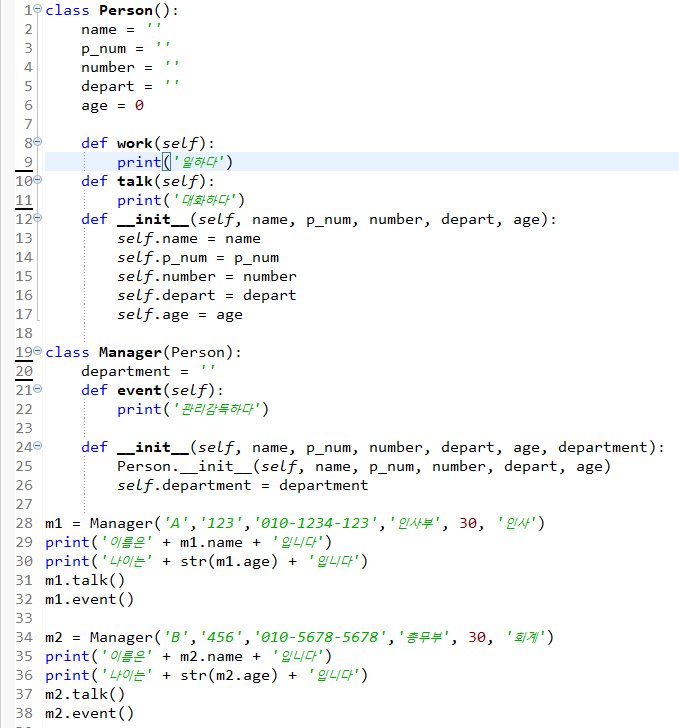 1 class Person():
2     name = ''
3     p_num = ''
4     number = ''
5     depart = ''
6     age = 0
7
8     def work(self):
9         print('일하다')
10     def talk(self):
11         print('대화하다')
12     def __init__(self, name, p_num, number, depart, age):
13         self.name = name
14         self.p_num = p_num
15         self.number = number
16         self.depart = depart
17         self.age = age
18
19 class Manager(Person):
20     department = ''
21     def event(self):
22         print('관리감독하다')
23
24     def __init__(self, name, p_num, number, depart, age, department):
25         Person.__init__(self, name, p_num, number, depart, age)
26         self.department = department
27
28 m1 = Manager('A','123','010-1234-123','인사부', 30, '인사')
29 print('이름은' + m1.name + '입니다')
30 print('나이는' + str(m1.age) + '입니다')
31 m1.talk()
32 m1.event()
33
34 m2 = Manager('B','456','010-5678-5678','총무부', 30, '회계')
35 print('이름은' + m2.name + '입니다')
36 print('나이는' + str(m2.age) + '입니다')
37 m2.talk()
38 m2.event()